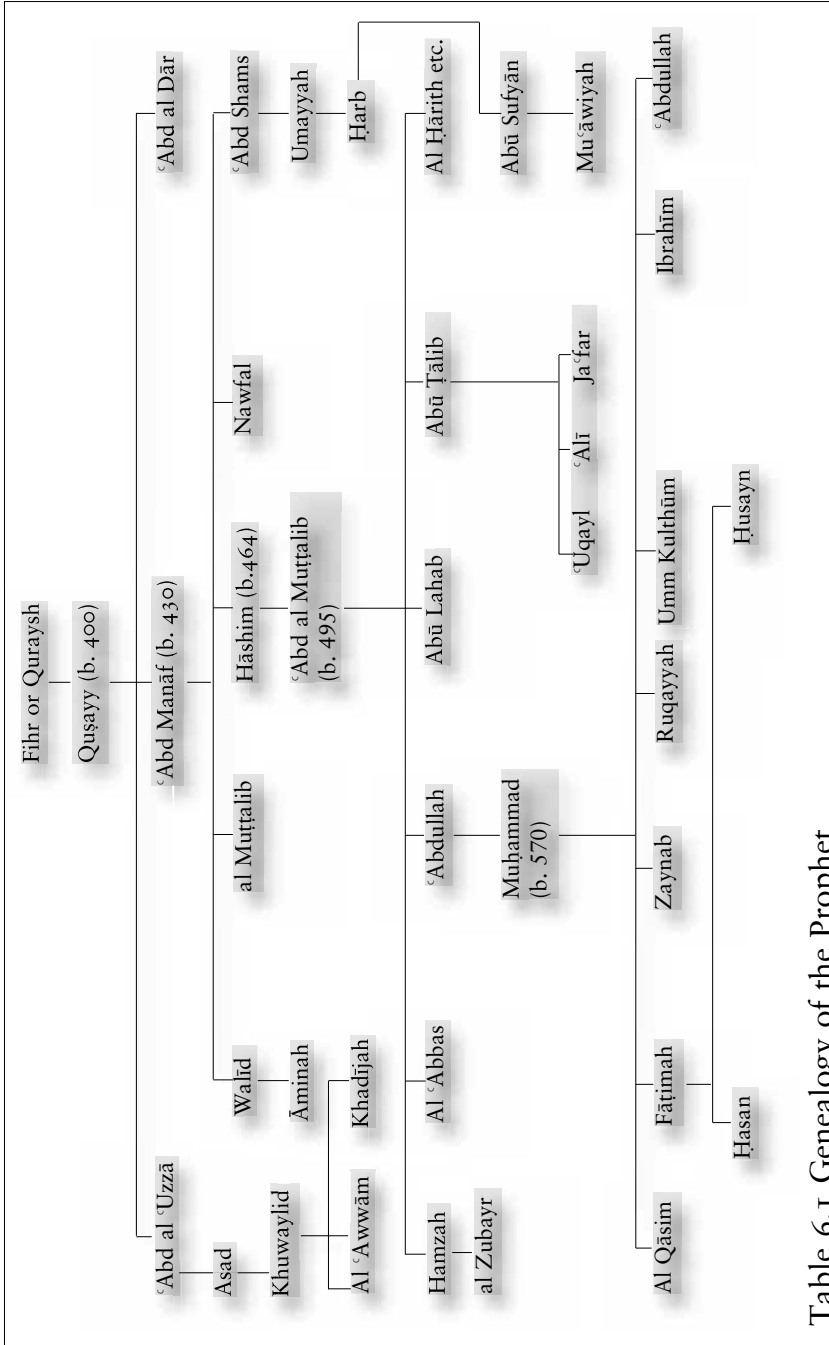 Fihr or Quraysh
Quṣayy (b. 400)
ʿAbd al ʿUzzā
ʿAbd Manāf (b. 430)
ʿAbd al Dār
Asad
Walīd
al Muṭṭalib
Hāshim (b.464)
Nawfal
ʿAbd Shams
Khuwaylid
Āminah
ʿAbd al Muṭṭalib
(b. 495)
Umayyah
Al ʿAwwām
Khadījah
Ḥarb
Hamzah
Al ʿAbbas
ʿAbdullah
Abū Lahab
Abū Ṭālib
Al Ḥārith etc.
al Zubayr
Muḥammad
(b. 570)
Abū Sufyān
ʿUqayl
ʿAlī
Jaʿfar
Muʿāwiyah
Al Qāsim
Fāṭimah
Zaynab
Ruqayyah
Umm Kulthūm
Ibrahīm
ʿAbdullah
Ḥasan
Ḥusayn
Table 6.1 Genealogy of the Prophet